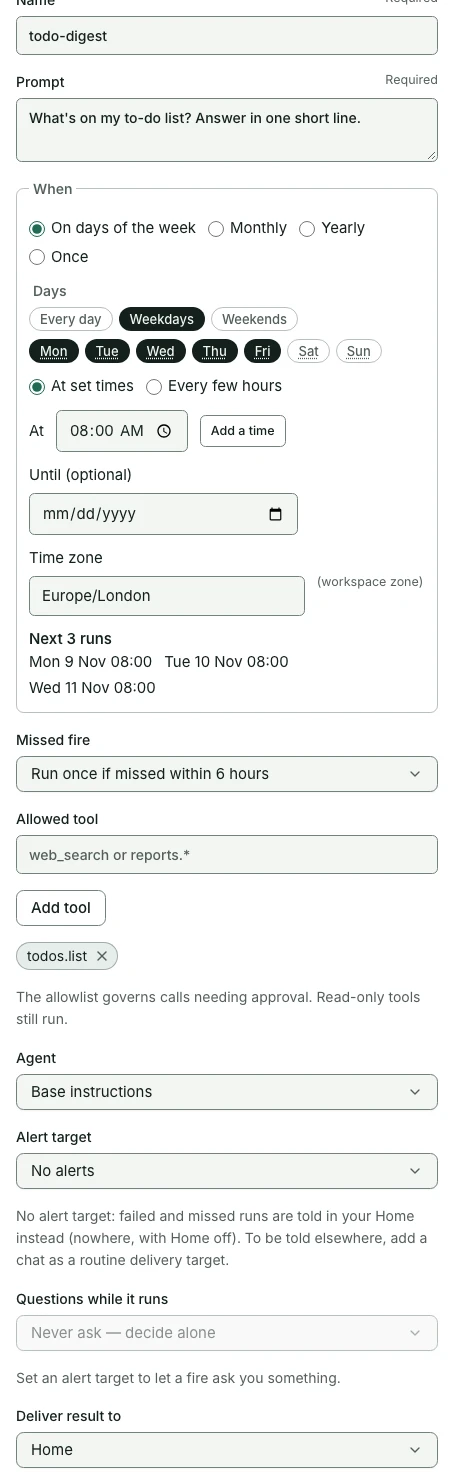 Name Required
todo-digest
Prompt Required
What's on my to-do list? Answer in one short line.
When
On days of the week Monthly Yearly
Once
Days
Every day Weekdays Weekends
Mon Tue Wed Thu Fri Sat Sun
At set times Every few hours
At 08:00 AM Add a time
Until (optional)
mm/dd/yyyy
Time zone
Europe/London (workspace zone)
Next 3 runs
Mon 9 Nov 08:00 Tue 10 Nov 08:00
Wed 11 Nov 08:00
Missed fire
Run once if missed within 6 hours
Allowed tool
web_search or reports.*
Add tool
todos.list
The allowlist governs calls needing approval. Read-only tools
still run.
Agent
Base instructions
Alert target
No alerts
No alert target: failed and missed runs are told in your Home
instead (nowhere, with Home off). To be told elsewhere, add a
chat as a routine delivery target.
Questions while it runs
Never ask — decide alone
Set an alert target to let a fire ask you something.
Deliver result to
Home